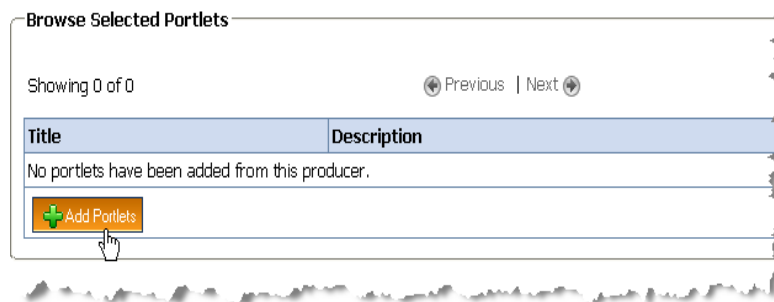 Browse Selected Portlets
Showing 0 of 0 Previous | Next
Title Description
No portlets have been added from this producer.
Add Portlets